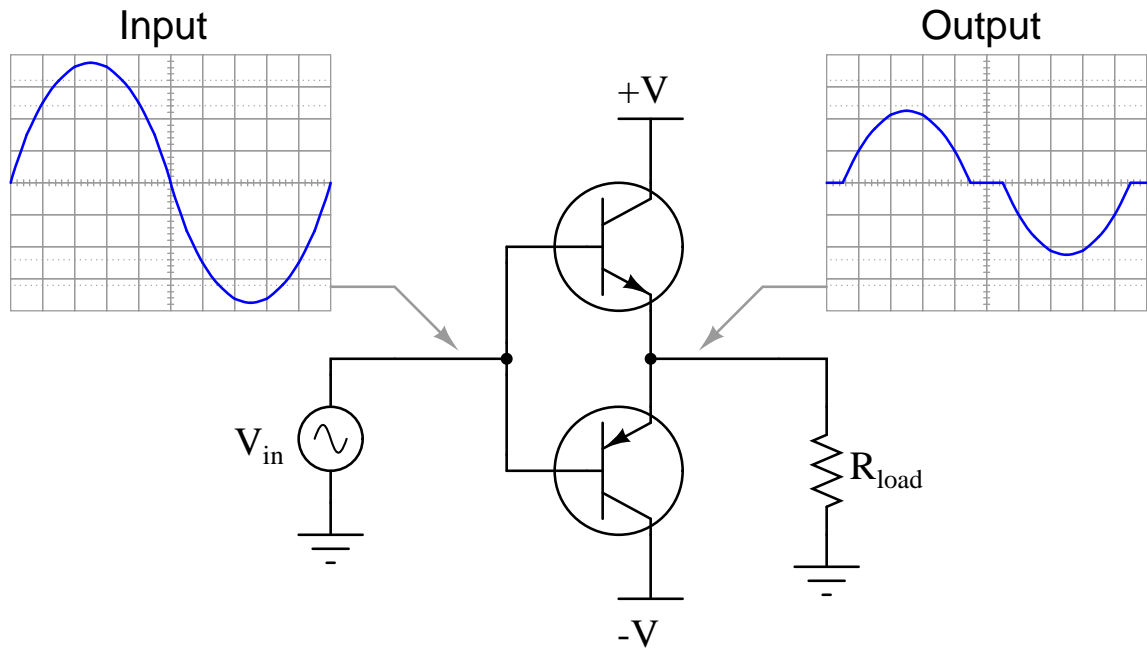 Input
Output
+V
V_in
R_load
-V